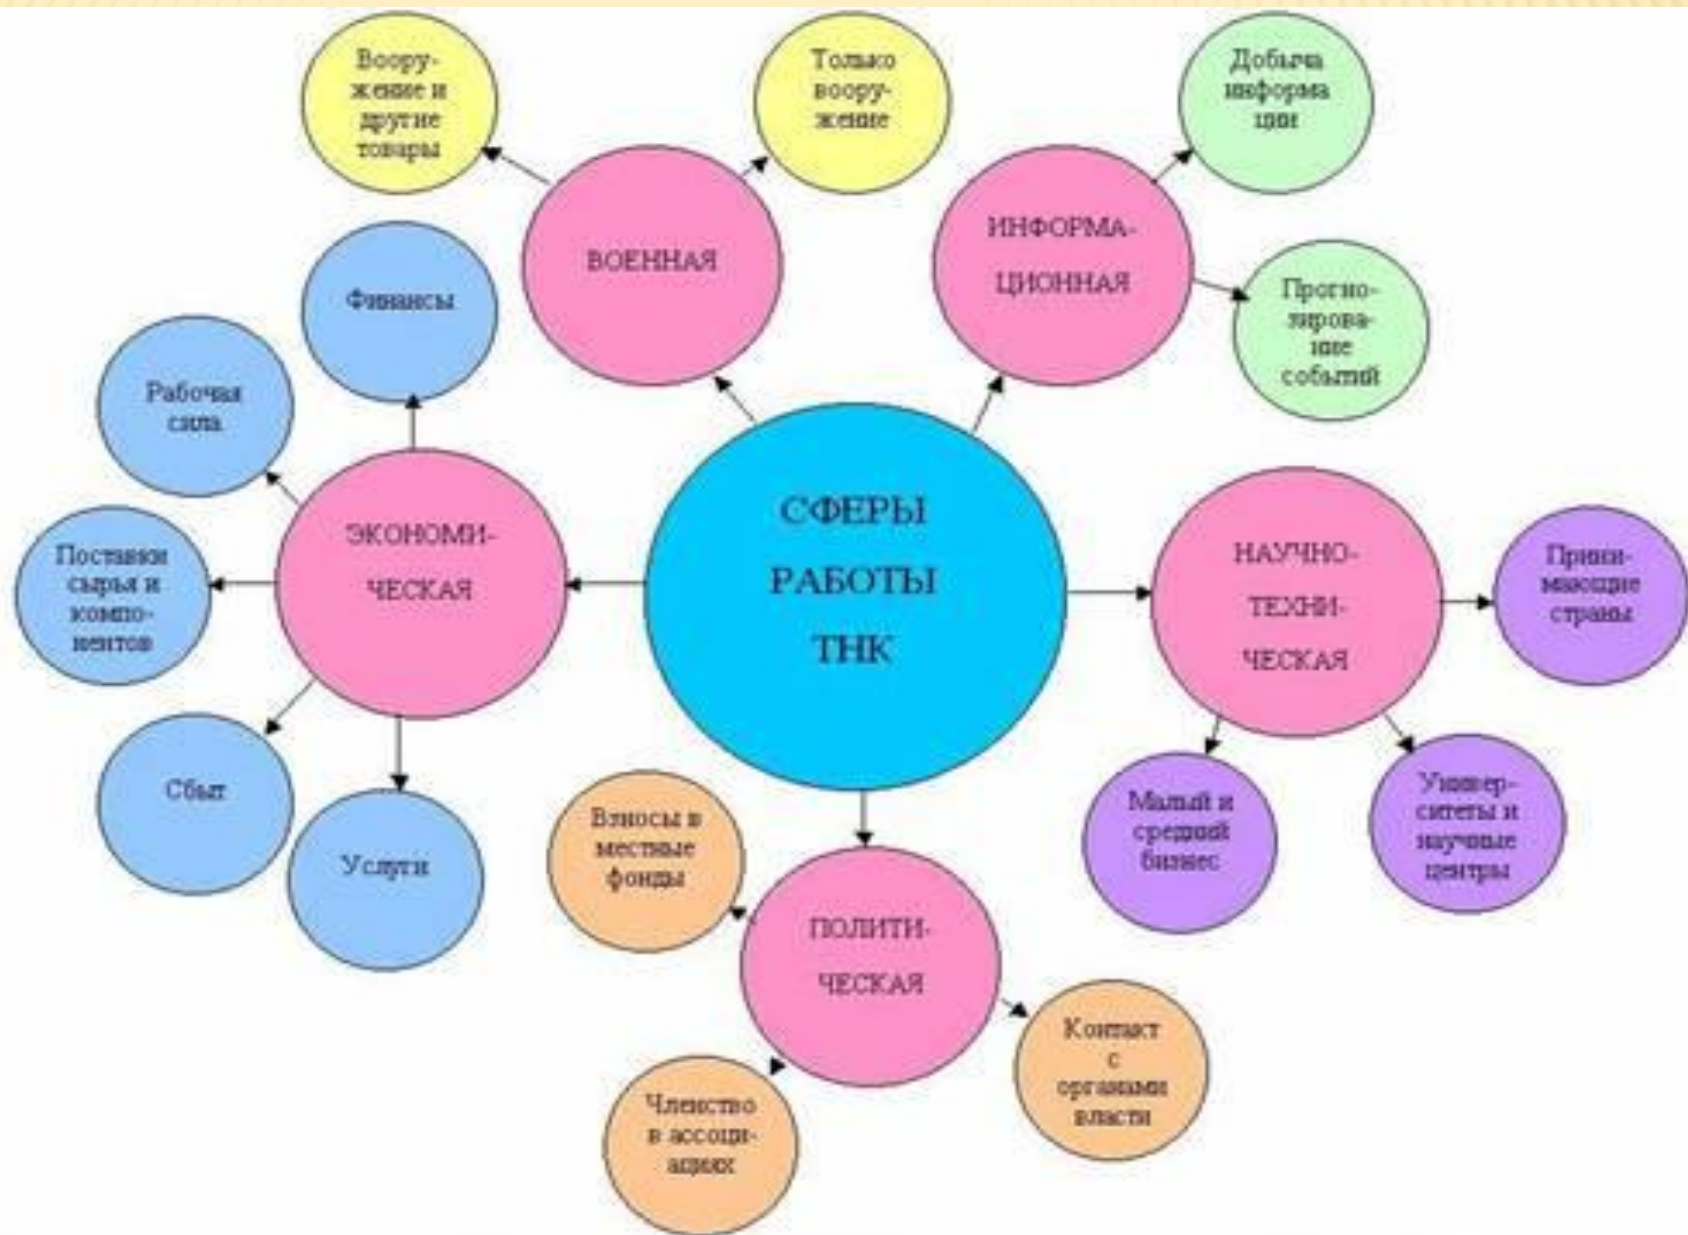 Воору-
жение и
другие
товары
Только
воору-
жение
Добыча
информа
ции
ВОЕННАЯ
ИНФОРМА-
ЦИОННАЯ
Прогно-
зирова-
ние
событий
Финансы
Рабочая
сила
ЭКОНОМИ-
ЧЕСКАЯ
Поставки
сырья и
компо-
нентов
Сбыт
Услуги
СФЕРЫ
РАБОТЫ
ТНК
НАУЧНО-
ТЕХНИ-
ЧЕСКАЯ
Прини-
мающие
страны
Малый и
средний
бизнес
Универ-
ситеты и
научные
центры
Взносы в
местные
фонды
ПОЛИТИ-
ЧЕСКАЯ
Членство
в ассоци-
ациях
Контакт
с
органами
власти